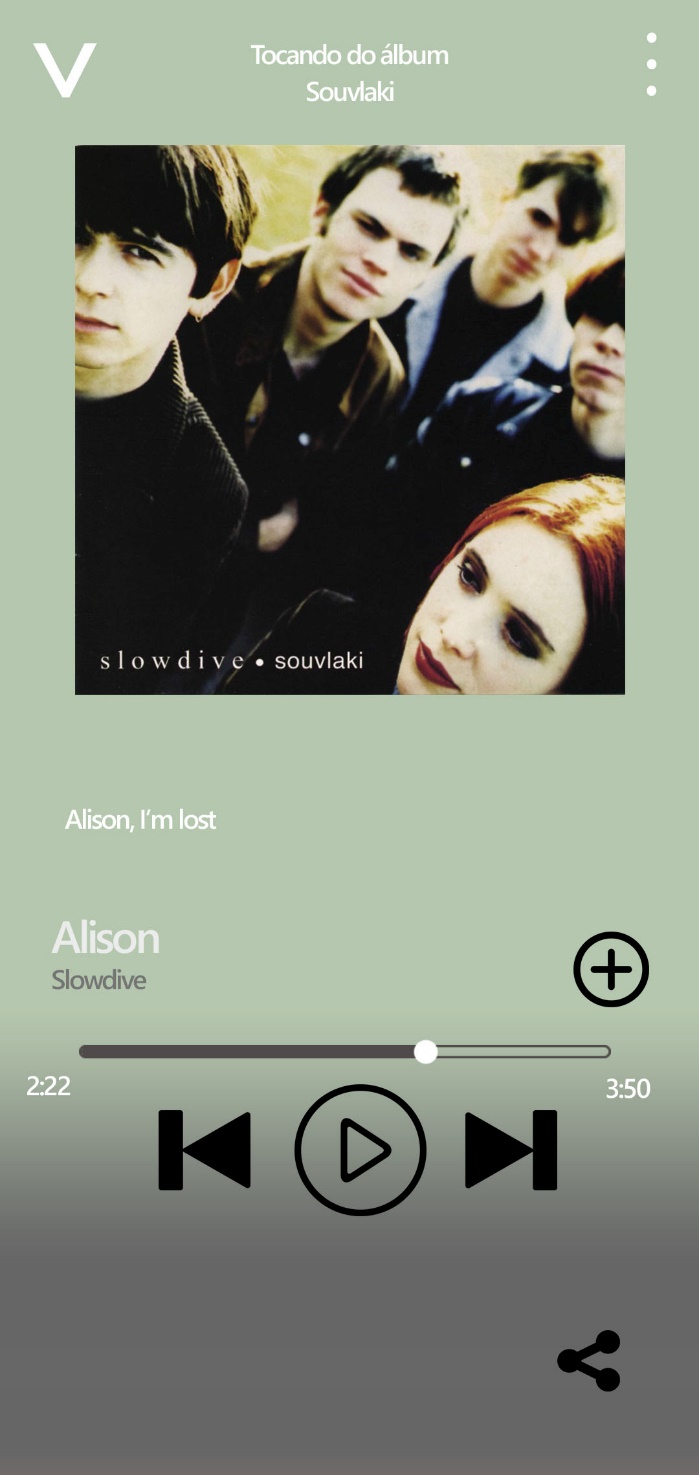 Tocando do álbum
Souvlaki
slowdive • souvlaki
Alison, I'm lost
Alison
Slowdive
2:22
3:50